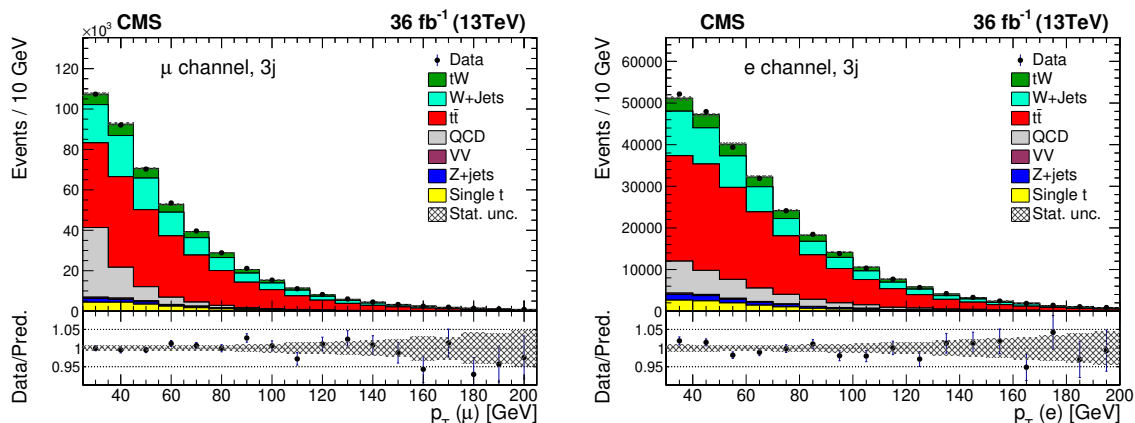 CMS 36 fb⁻¹ (13TeV)
×10³
Events / 10 GeV
μ channel, 3j
Data
tW
W+Jets
tt̄
QCD
VV
Z+jets
Single t
Stat. unc.
120
100
80
60
40
20
0
Data/Pred.
1.05
1
0.95
40 60 80 100 120 140 160 180 200
p_T (μ) [GeV]
CMS 36 fb⁻¹ (13TeV)
Events / 10 GeV
e channel, 3j
Data
tW
W+Jets
tt̄
QCD
VV
Z+jets
Single t
Stat. unc.
60000
50000
40000
30000
20000
10000
0
Data/Pred.
1.05
1
0.95
40 60 80 100 120 140 160 180 200
p_T (e) [GeV]